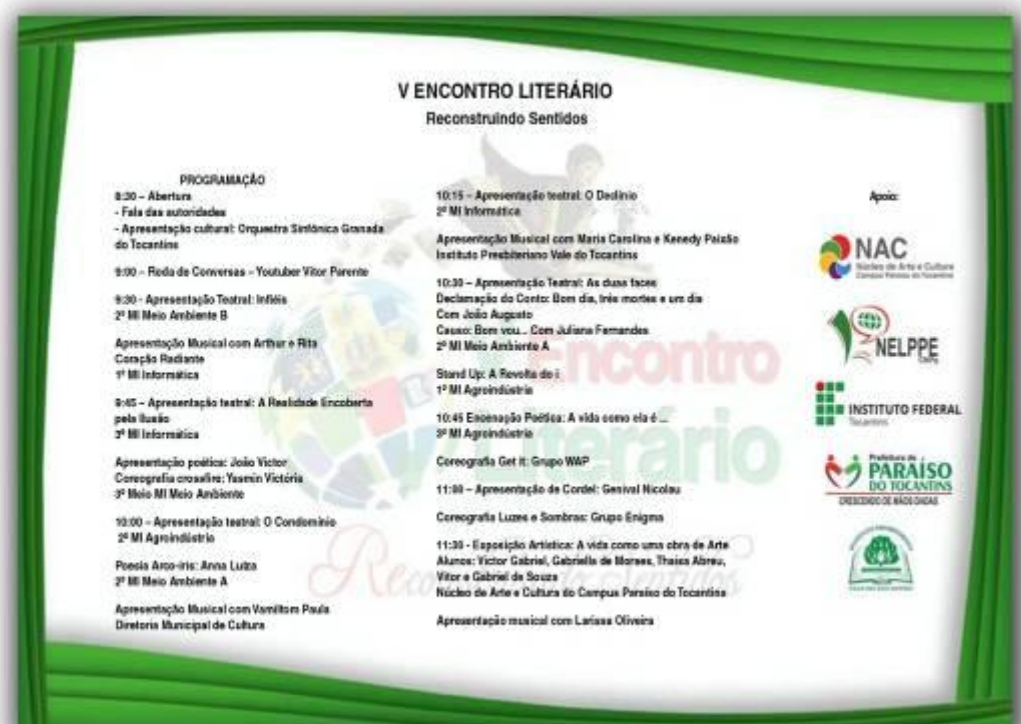 V ENCONTRO LITERÁRIO
Reconstruindo Sentidos
PROGRAMAÇÃO
8:30 – Abertura
- Fala das autoridades
- Apresentação cultural: Orquestra Sinfônica Granada
do Tocantins
9:00 – Roda de Conversas – Youtuber Vitor Parente
9:30 - Apresentação Teatral: Infiéis
2º MI Meio Ambiente B
Apresentação Musical com Arthur e Rita
Coração Radiante
1º MI Informática
9:45 – Apresentação teatral: A Realidade Encoberta
pela Ilusão
3º MI Informática
Apresentação poética: João Victor
Coreografia crossfire: Yasmin Victória
3º Meio MI Meio Ambiente
10:00 – Apresentação teatral: O Condomínio
2º MI Agroindústria
Poesia Arco-íris: Anna Luiza
2º MI Meio Ambiente A
Apresentação Musical com Vamiltom Paula
Diretoria Municipal de Cultura
10:15 – Apresentação teatral: O Declínio
2º MI Informática
Apresentação Musical com Maria Carolina e Kenedy Paixão
Instituto Presbiteriano Vale do Tocantins
10:30 – Apresentação Teatral: As duas faces
Declamação do Conto: Bom dia, três mortes e um dia
Com João Augusto
Causo: Bom vou... Com Juliana Fernandes
2º MI Meio Ambiente A
Stand Up: A Revolta do i
1º MI Agroindústria
10:45 Encenação Poética: A vida como ela é ...
3º MI Agroindústria
Coreografia Get it: Grupo WAP
11:00 – Apresentação de Cordel: Genival Nicolau
Coreografia Luzes e Sombras: Grupo Enigma
11:30 - Exposição Artística: A vida como uma obra de Arte
Alunos: Victor Gabriel, Gabriella de Moraes, Thaisa Abreu,
Vitor e Gabriel de Souza
Núcleo de Arte e Cultura do Campus Paraíso do Tocantins
Apresentação musical com Larissa Oliveira
Apoio:
NAC
Núcleo de Arte e Cultura
Campus Paraíso do Tocantins
NELPPE
INSTITUTO FEDERAL
Tocantins
Prefeitura de
PARAÍSO
DO TOCANTINS
CRESCENDO DE MÃOS DADAS
Encontro
Literário